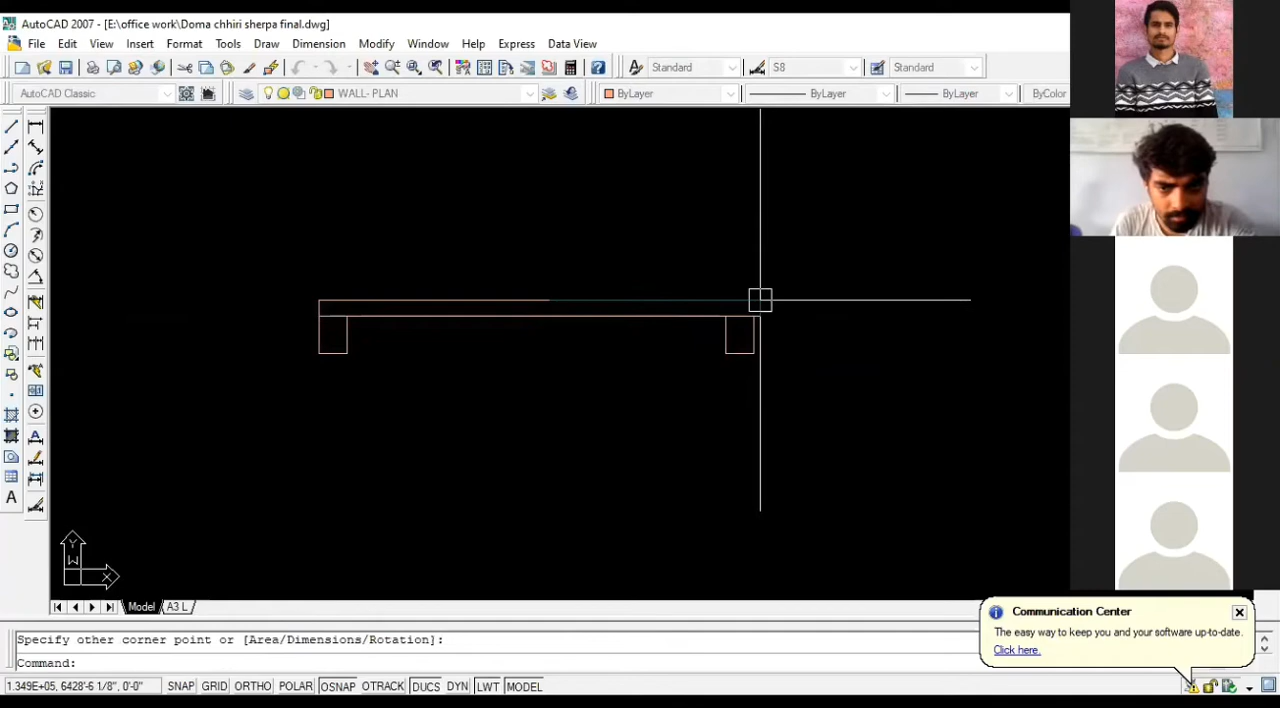 AutoCAD 2007 - [E:\office work\Doma chhiri sherpa final.dwg]
File Edit View Insert Format Tools Draw Dimension Modify Window Help Express Data View
Standard S8 Standard
AutoCAD Classic WALL- PLAN ByLayer ByLayer ByLayer ByColor
A
A
Y
W
X
Model A3 L
Communication Center
The easy way to keep you and your software up-to-date.
Click here.
Specify other corner point or [Area/Dimensions/Rotation]:
Command:
1.349E+05, 6428'-6 1/8", 0'-0" SNAP GRID ORTHO POLAR OSNAP OTRACK DUCS DYN LWT MODEL